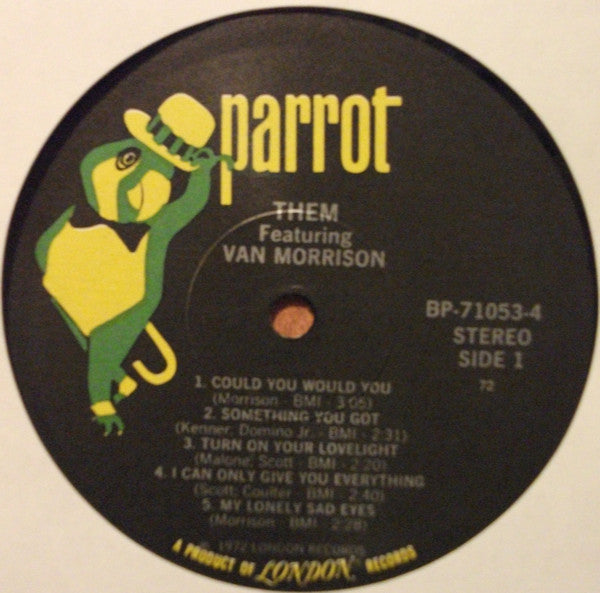 parrot
THEM
Featuring
VAN MORRISON
BP-71053-4
STEREO
SIDE 1
72
1. COULD YOU WOULD YOU
(Morrison - BMI - 3:05)
2. SOMETHING YOU GOT
(Kenner, Domino Jr. - BMI - 2:31)
3. TURN ON YOUR LOVELIGHT
(Malone, Scott - BMI - 2:20)
4. I CAN ONLY GIVE YOU EVERYTHING
(Scott, Coulter - BMI - 2:40)
5. MY LONELY SAD EYES
(Morrison - BMI - 2:28)
© 1972 LONDON RECORDS
A PRODUCT OF LONDON RECORDS